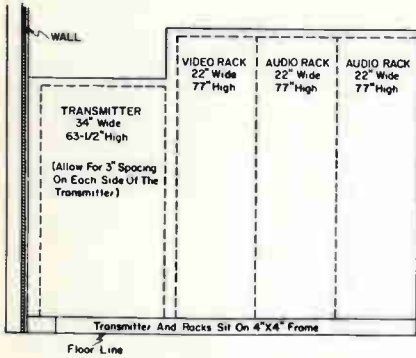 WALL
VIDEO RACK
22" Wide
77" High
AUDIO RACK
22" Wide
77" High
AUDIO RACK
22" Wide
77" High
TRANSMITTER
34" Wide
63-1/2" High
(Allow For 3" Spacing
On Each Side Of The
Transmitter)
Transmitter And Racks Sit On 4"X4" Frame
Floor Line